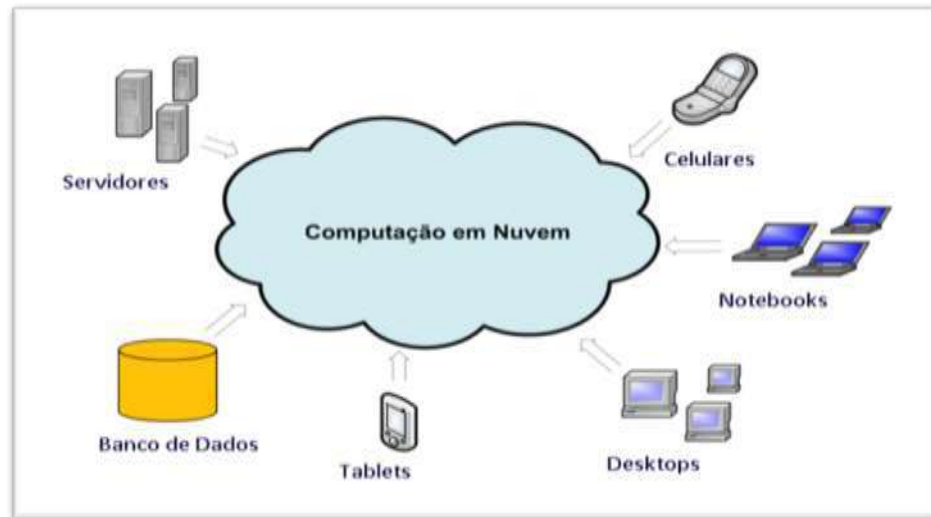 Servidores
Celulares
Computação em Nuvem
Notebooks
Banco de Dados
Tablets
Desktops